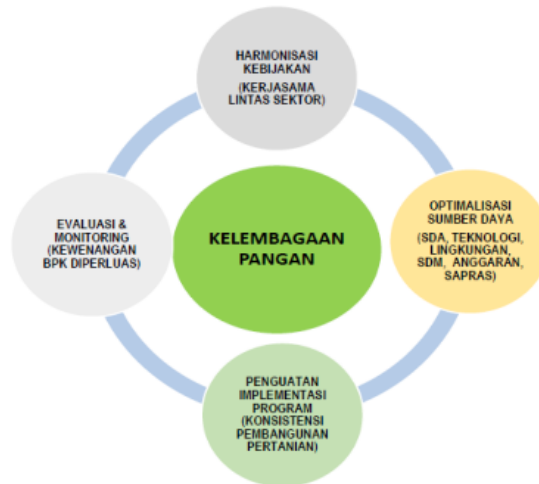 HARMONISASI
KEBIJAKAN
(KERJASAMA
LINTAS SEKTOR)
OPTIMALISASI
SUMBER DAYA
(SDA, TEKNOLOGI,
LINGKUNGAN,
SDM, ANGGARAN,
SAPRAS)
EVALUASI &
MONITORING
(KEWENANGAN
BPK DIPERLUAS)
KELEMBAGAAN
PANGAN
PENGUATAN
IMPLEMENTASI
PROGRAM
(KONSISTENSI
PEMBANGUNAN
PERTANIAN)